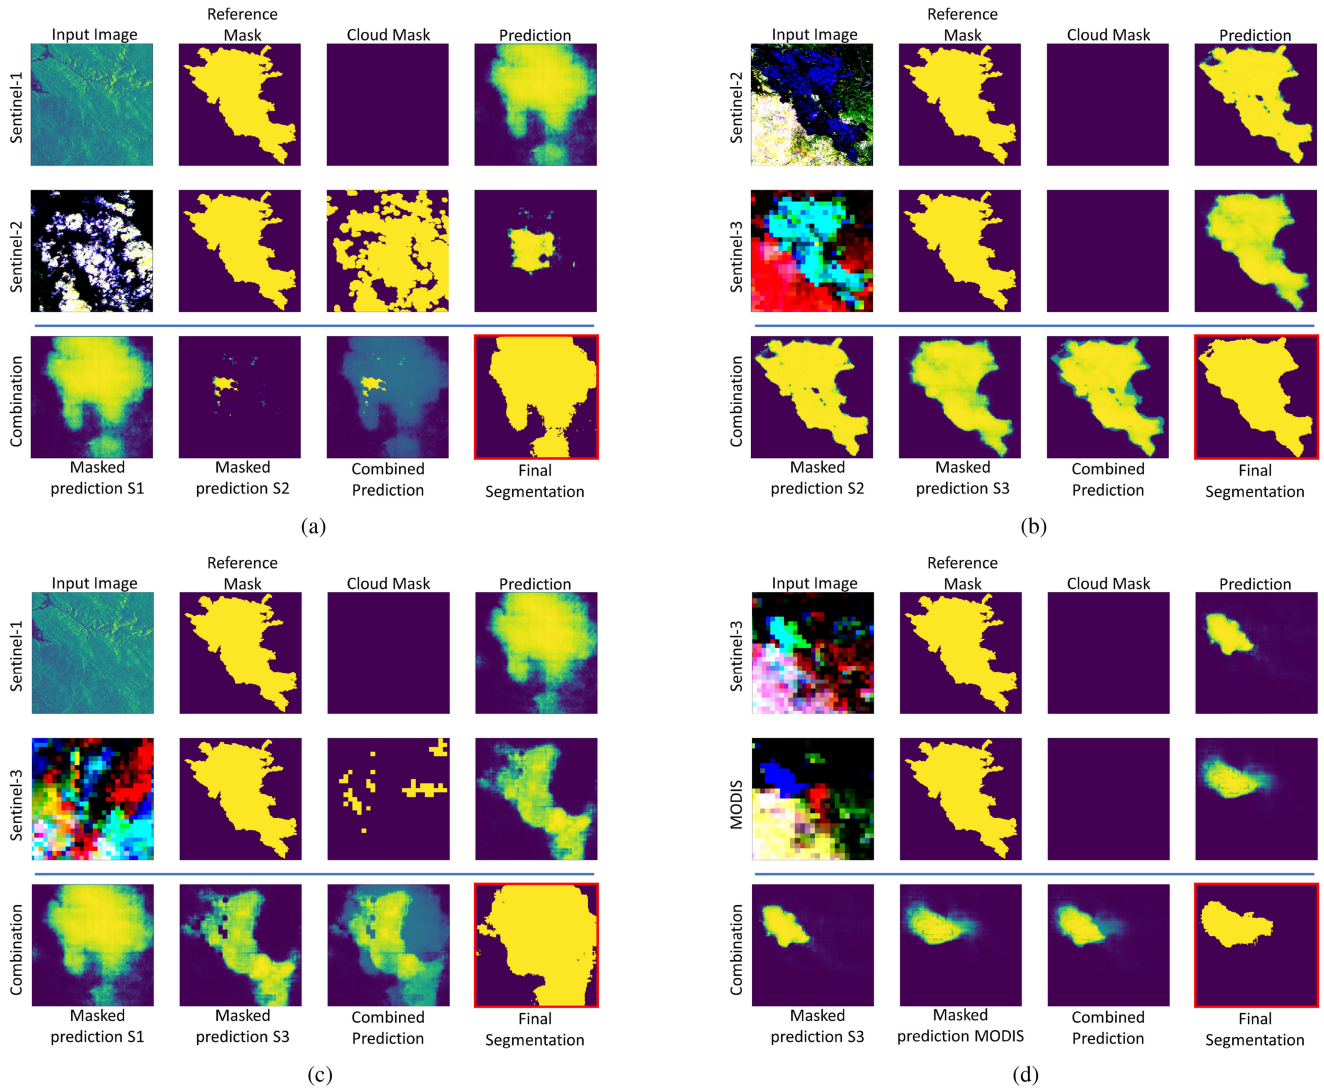 Reference
Input Image Mask Cloud Mask Prediction
Sentinel-1
Sentinel-2
Combination
Masked prediction S1
Masked prediction S2
Combined Prediction
Final Segmentation
(a)
Reference
Input Image Mask Cloud Mask Prediction
Sentinel-2
Sentinel-3
Combination
Masked prediction S2
Masked prediction S3
Combined Prediction
Final Segmentation
(b)
Reference
Input Image Mask Cloud Mask Prediction
Sentinel-1
Sentinel-3
Combination
Masked prediction S1
Masked prediction S3
Combined Prediction
Final Segmentation
(c)
Reference
Input Image Mask Cloud Mask Prediction
Sentinel-3
MODIS
Combination
Masked prediction S3
Masked prediction MODIS
Combined Prediction
Final Segmentation
(d)